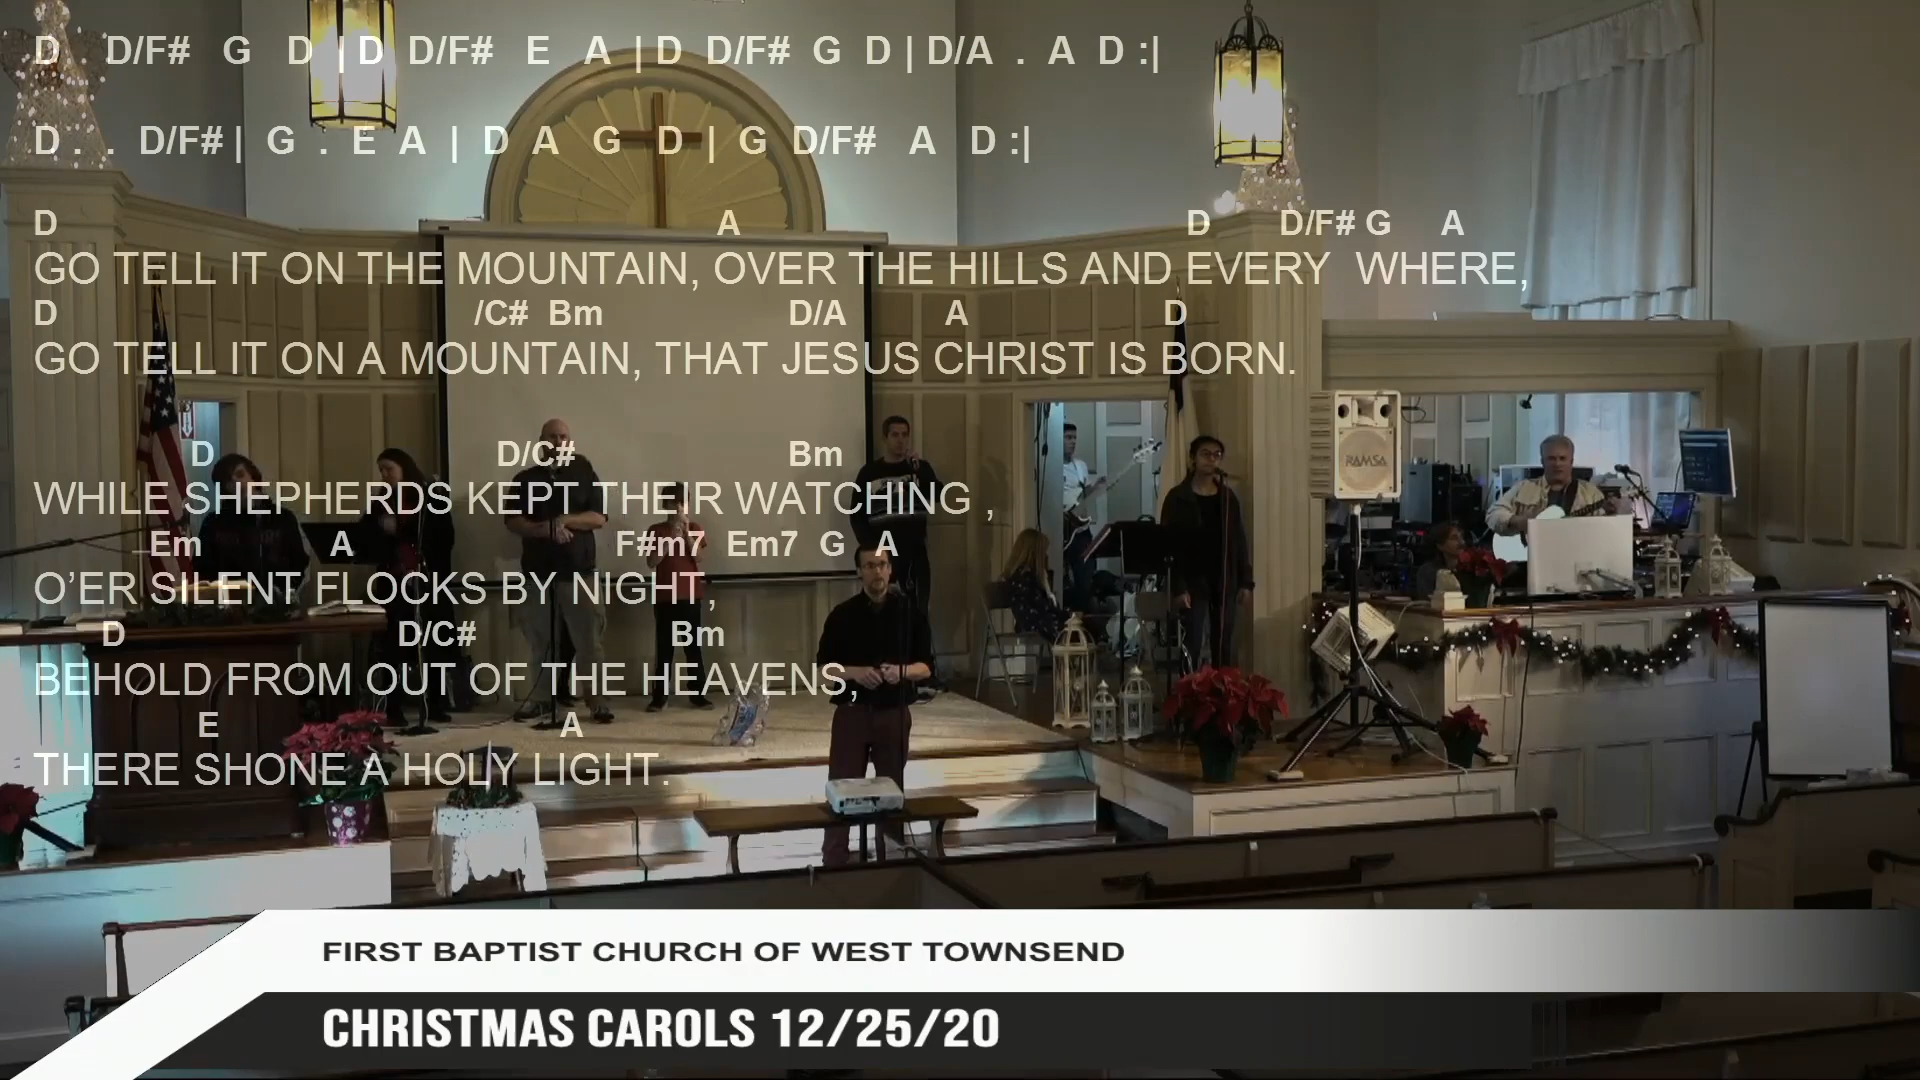 D . D/F# G D | D D/F# E A | D D/F# G D | D/A . A D :|
D . . D/F# | G . E A | D A G D | G D/F# A D :|
D A D D/F# G A
GO TELL IT ON THE MOUNTAIN, OVER THE HILLS AND EVERY WHERE,
D /C# Bm D/A A D
GO TELL IT ON A MOUNTAIN, THAT JESUS CHRIST IS BORN.
D D/C# Bm
WHILE SHEPHERDS KEPT THEIR WATCHING ,
Em A F#m7 Em7 G A
O’ER SILENT FLOCKS BY NIGHT,
D D/C# Bm
BEHOLD FROM OUT OF THE HEAVENS,
E A
THERE SHONE A HOLY LIGHT.
RAMSA
FIRST BAPTIST CHURCH OF WEST TOWNSEND
CHRISTMAS CAROLS 12/25/20